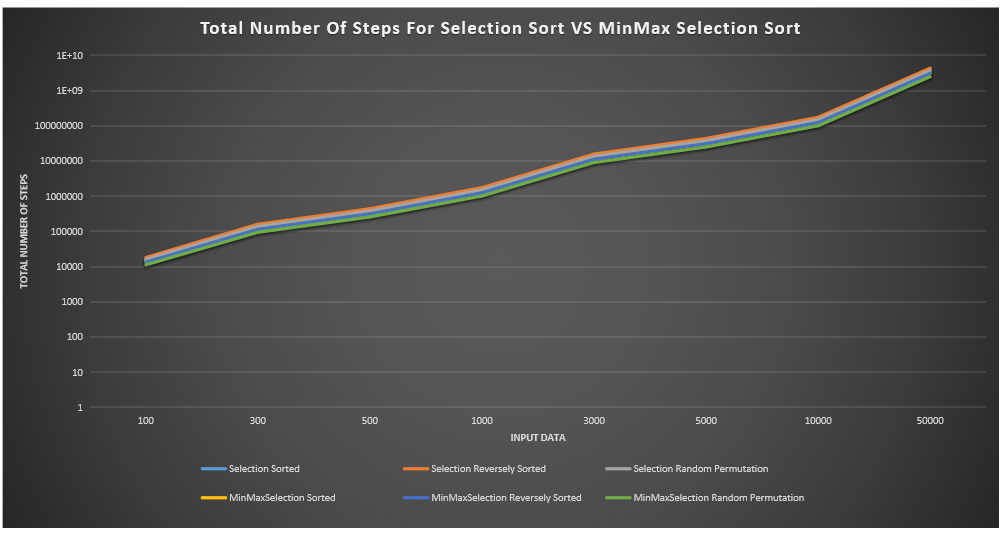 Total Number Of Steps For Selection Sort VS MinMax Selection Sort
1E+10
1E+09
100000000
10000000
1000000
100000
10000
1000
100
10
1
TOTAL NUMBER OF STEPS
100 300 500 1000 3000 5000 10000 50000
INPUT DATA
Selection Sorted Selection Reversely Sorted Selection Random Permutation
MinMaxSelection Sorted MinMaxSelection Reversely Sorted MinMaxSelection Random Permutation